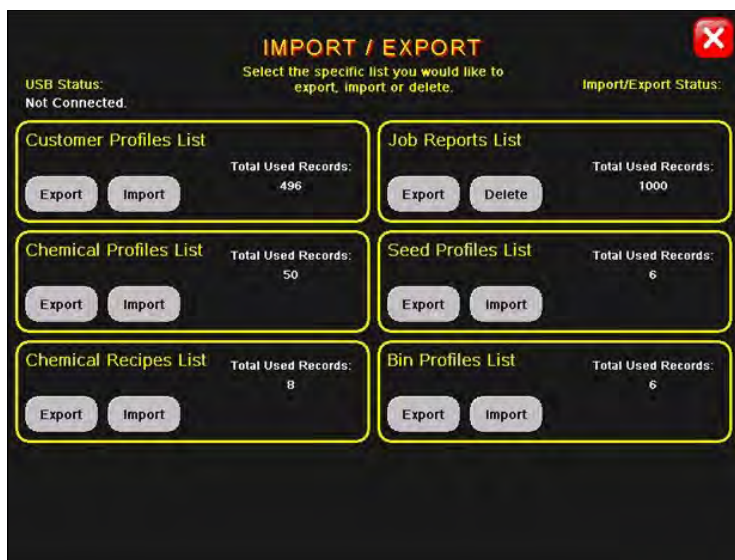 IMPORT / EXPORT
Select the specific list you would like to
export, import or delete.
USB Status:
Not Connected.
Import/Export Status:
Customer Profiles List
Total Used Records:
496
Export Import
Job Reports List
Total Used Records:
1000
Export Delete
Chemical Profiles List
Total Used Records:
50
Export Import
Seed Profiles List
Total Used Records:
6
Export Import
Chemical Recipes List
Total Used Records:
8
Export Import
Bin Profiles List
Total Used Records:
6
Export Import